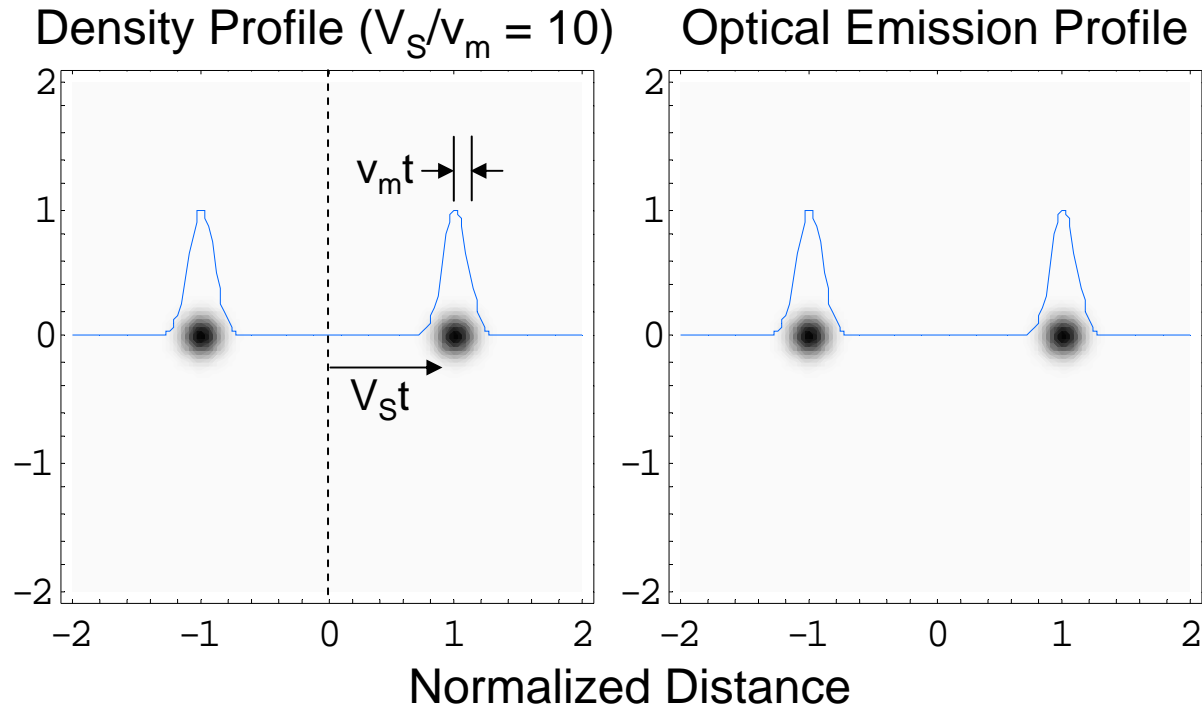 Density Profile (V_S/v_m = 10)
Optical Emission Profile
2
1
0
-1
-2
v_mt
V_St
-2 -1 0 1 2
2
1
0
-1
-2
-2 -1 0 1 2
Normalized Distance